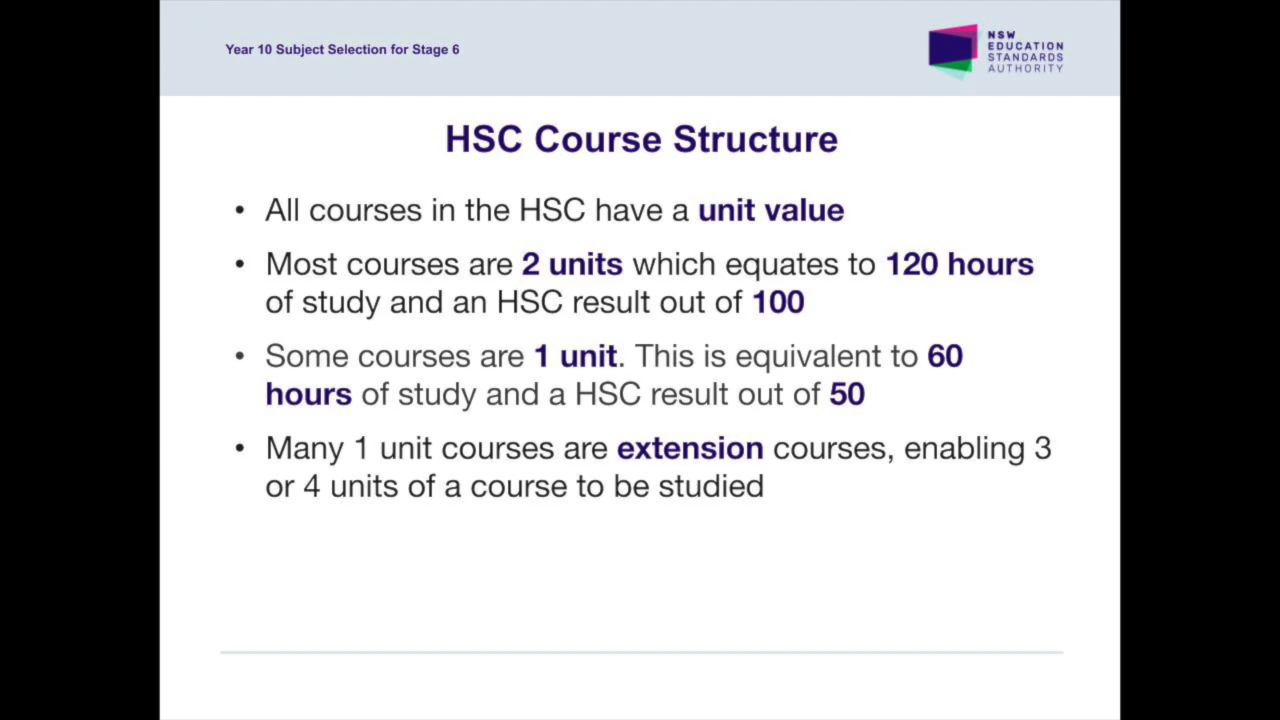 Year 10 Subject Selection for Stage 6
NSW
EDUCATION
STANDARDS
AUTHORITY
HSC Course Structure
• All courses in the HSC have a unit value
• Most courses are 2 units which equates to 120 hours
of study and an HSC result out of 100
• Some courses are 1 unit. This is equivalent to 60
hours of study and a HSC result out of 50
• Many 1 unit courses are extension courses, enabling 3
or 4 units of a course to be studied